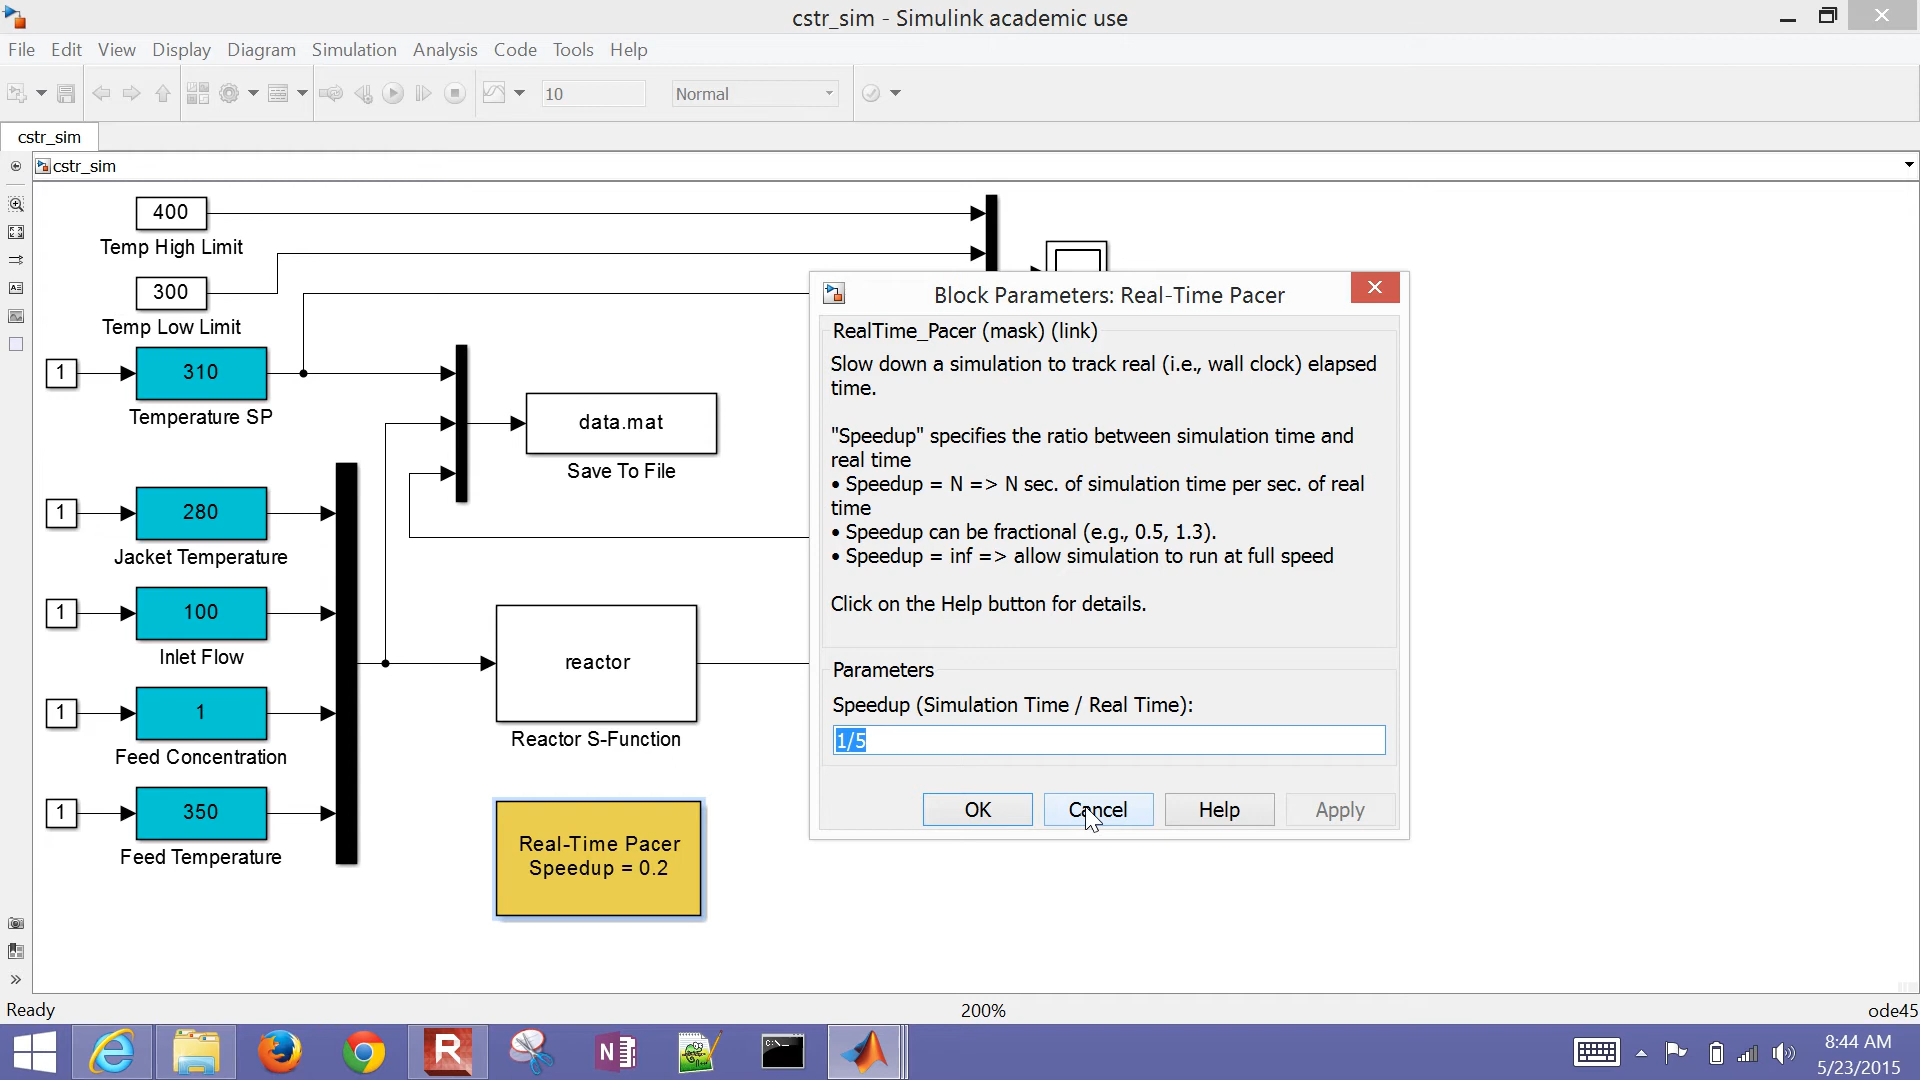 cstr_sim - Simulink academic use
File Edit View Display Diagram Simulation Analysis Code Tools Help
10 Normal
cstr_sim
cstr_sim
400
Temp High Limit
300
Temp Low Limit
1 310
Temperature SP
data.mat
Save To File
1 280
Jacket Temperature
1 100
Inlet Flow
reactor
Reactor S-Function
1 1
Feed Concentration
1 350
Feed Temperature
Real-Time Pacer
Speedup = 0.2
Block Parameters: Real-Time Pacer
RealTime_Pacer (mask) (link)
Slow down a simulation to track real (i.e., wall clock) elapsed
time.
"Speedup" specifies the ratio between simulation time and
real time
• Speedup = N => N sec. of simulation time per sec. of real
time
• Speedup can be fractional (e.g., 0.5, 1.3).
• Speedup = inf => allow simulation to run at full speed
Click on the Help button for details.
Parameters
Speedup (Simulation Time / Real Time):
1/5
OK Cancel Help Apply
Ready 200% ode45
8:44 AM
5/23/2015